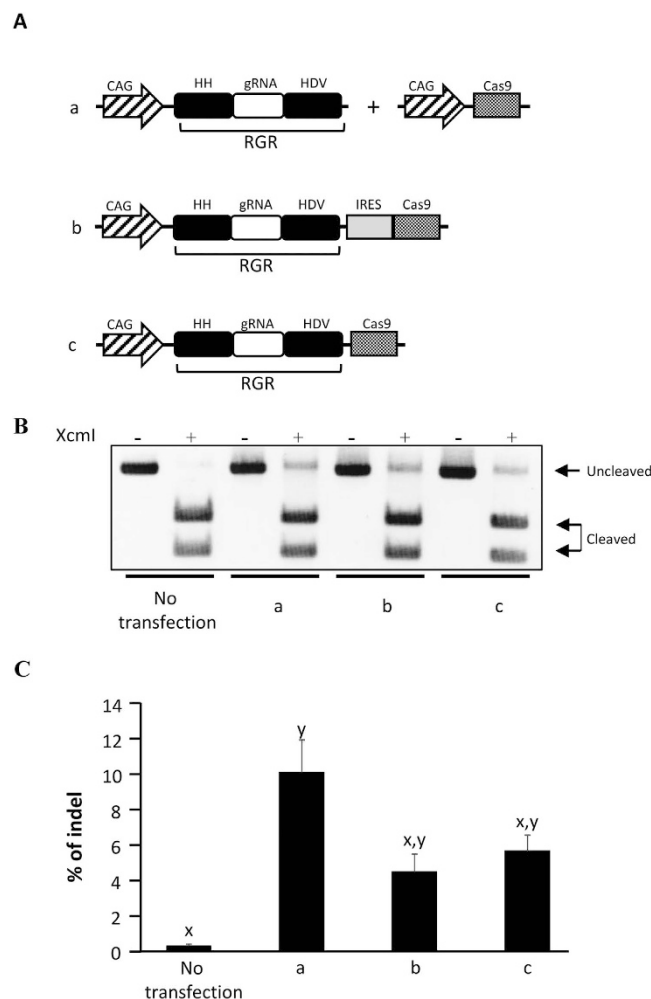 A
CAG HH gRNA HDV CAG Cas9
a +
RGR
CAG HH gRNA HDV IRES Cas9
b
RGR
CAG HH gRNA HDV Cas9
c
RGR
B
XcmI - + - + - + - +
Uncleaved
Cleaved
No transfection a b c
C
% of indel
14
12
10
8
6
4
2
0
x
y
x,y
x,y
No transfection a b c